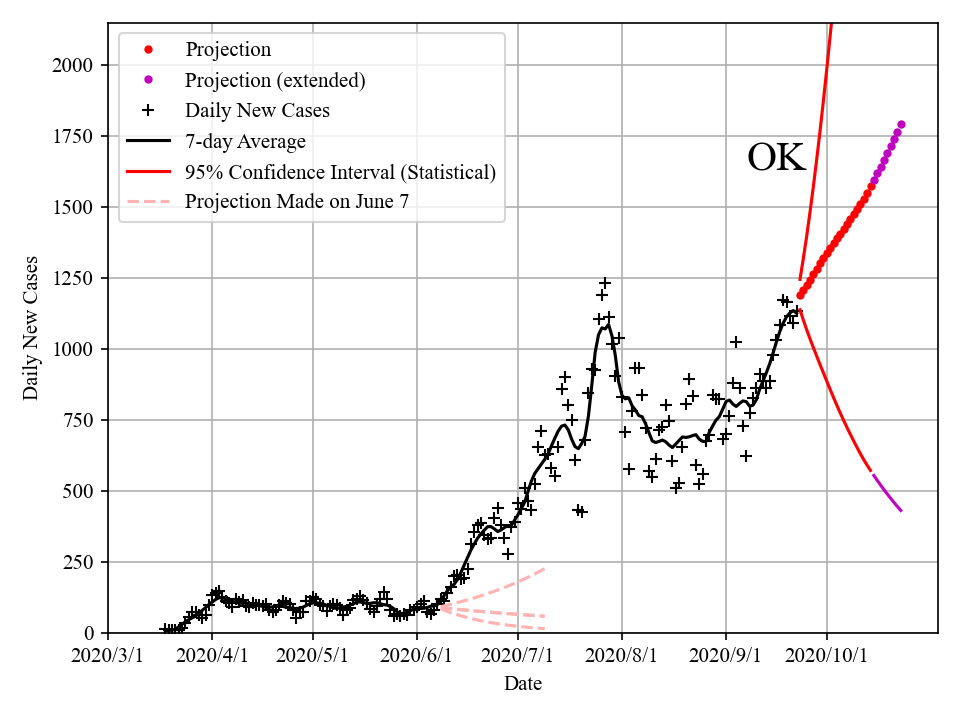 Projection
Projection (extended)
Daily New Cases
7-day Average
95% Confidence Interval (Statistical)
Projection Made on June 7
OK
2000
1750
1500
1250
1000
750
500
250
0
Daily New Cases
2020/3/1 2020/4/1 2020/5/1 2020/6/1 2020/7/1 2020/8/1 2020/9/1 2020/10/1
Date